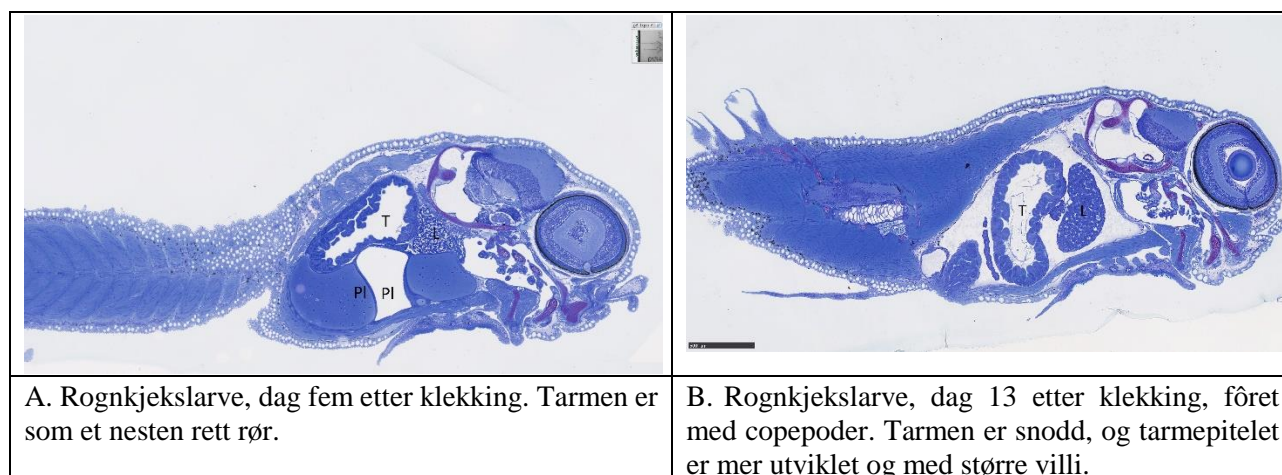 T
L
Pl Pl
T
L
A. Rognkjekslarve, dag fem etter klekking. Tarmen er
som et nesten rett rør.
B. Rognkjekslarve, dag 13 etter klekking, fôret
med copepoder. Tarmen er snodd, og tarmepitelet
er mer utviklet og med større villi.